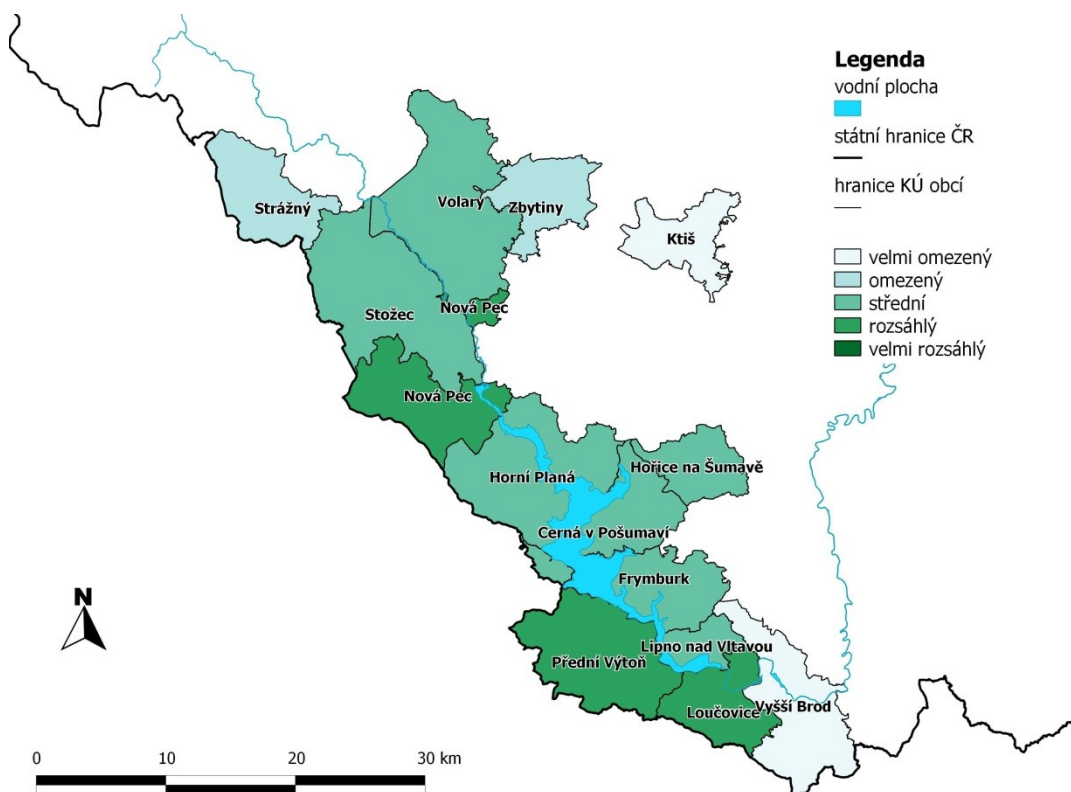 Legenda
vodní plocha
státní hranice ČR
hranice KÚ obcí
velmi omezený
omezený
střední
rozsáhlý
velmi rozsáhlý
Strážný
Volary
Zbytiny
Ktiš
Stožec
Nová Pec
Nová Pec
Horní Planá
Hořice na Šumavě
Černá v Pošumaví
Frymburk
Lipno nad Vltavou
Přední Výtoň
Loučovice
Vyšší Brod
N
0 10 20 30 km